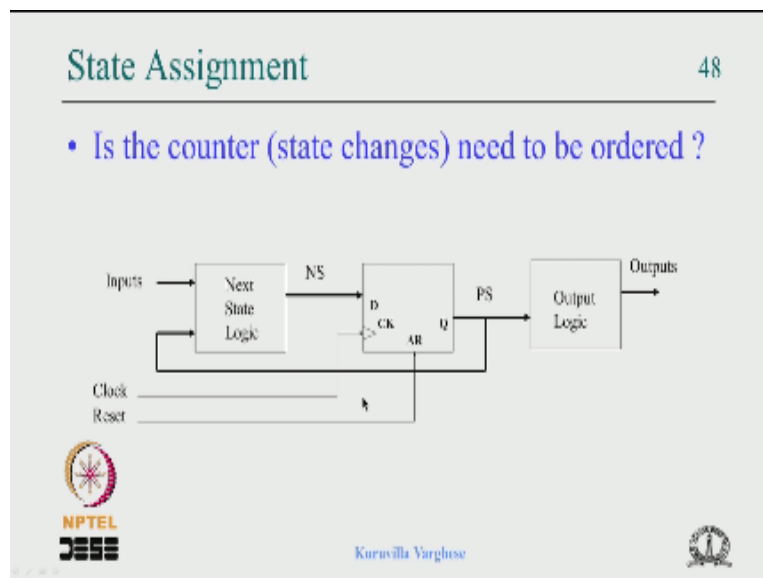 State Assignment
48
• Is the counter (state changes) need to be ordered ?
Inputs
Next
State
Logic
NS
D
CK
Q
AR
PS
Output
Logic
Outputs
Clock
Reset
NPTEL
DESE
Kuruvilla Varghese